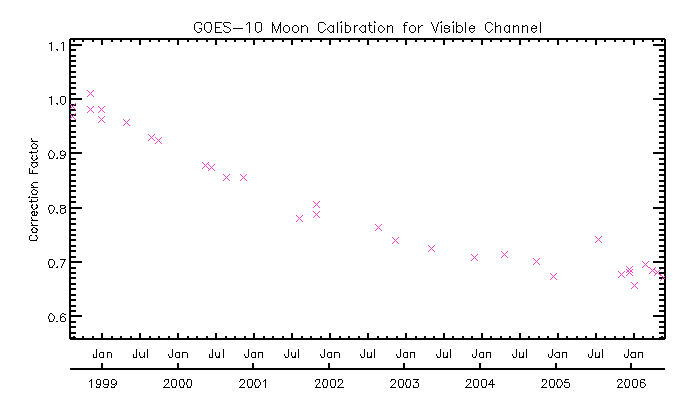 GOES-10 Moon Calibration for Visible Channel
1.1
1.0
0.9
0.8
0.7
0.6
Correction Factor
Jan Jul Jan Jul Jan Jul Jan Jul Jan Jul Jan Jul Jan Jul Jan
1999 2000 2001 2002 2003 2004 2005 2006